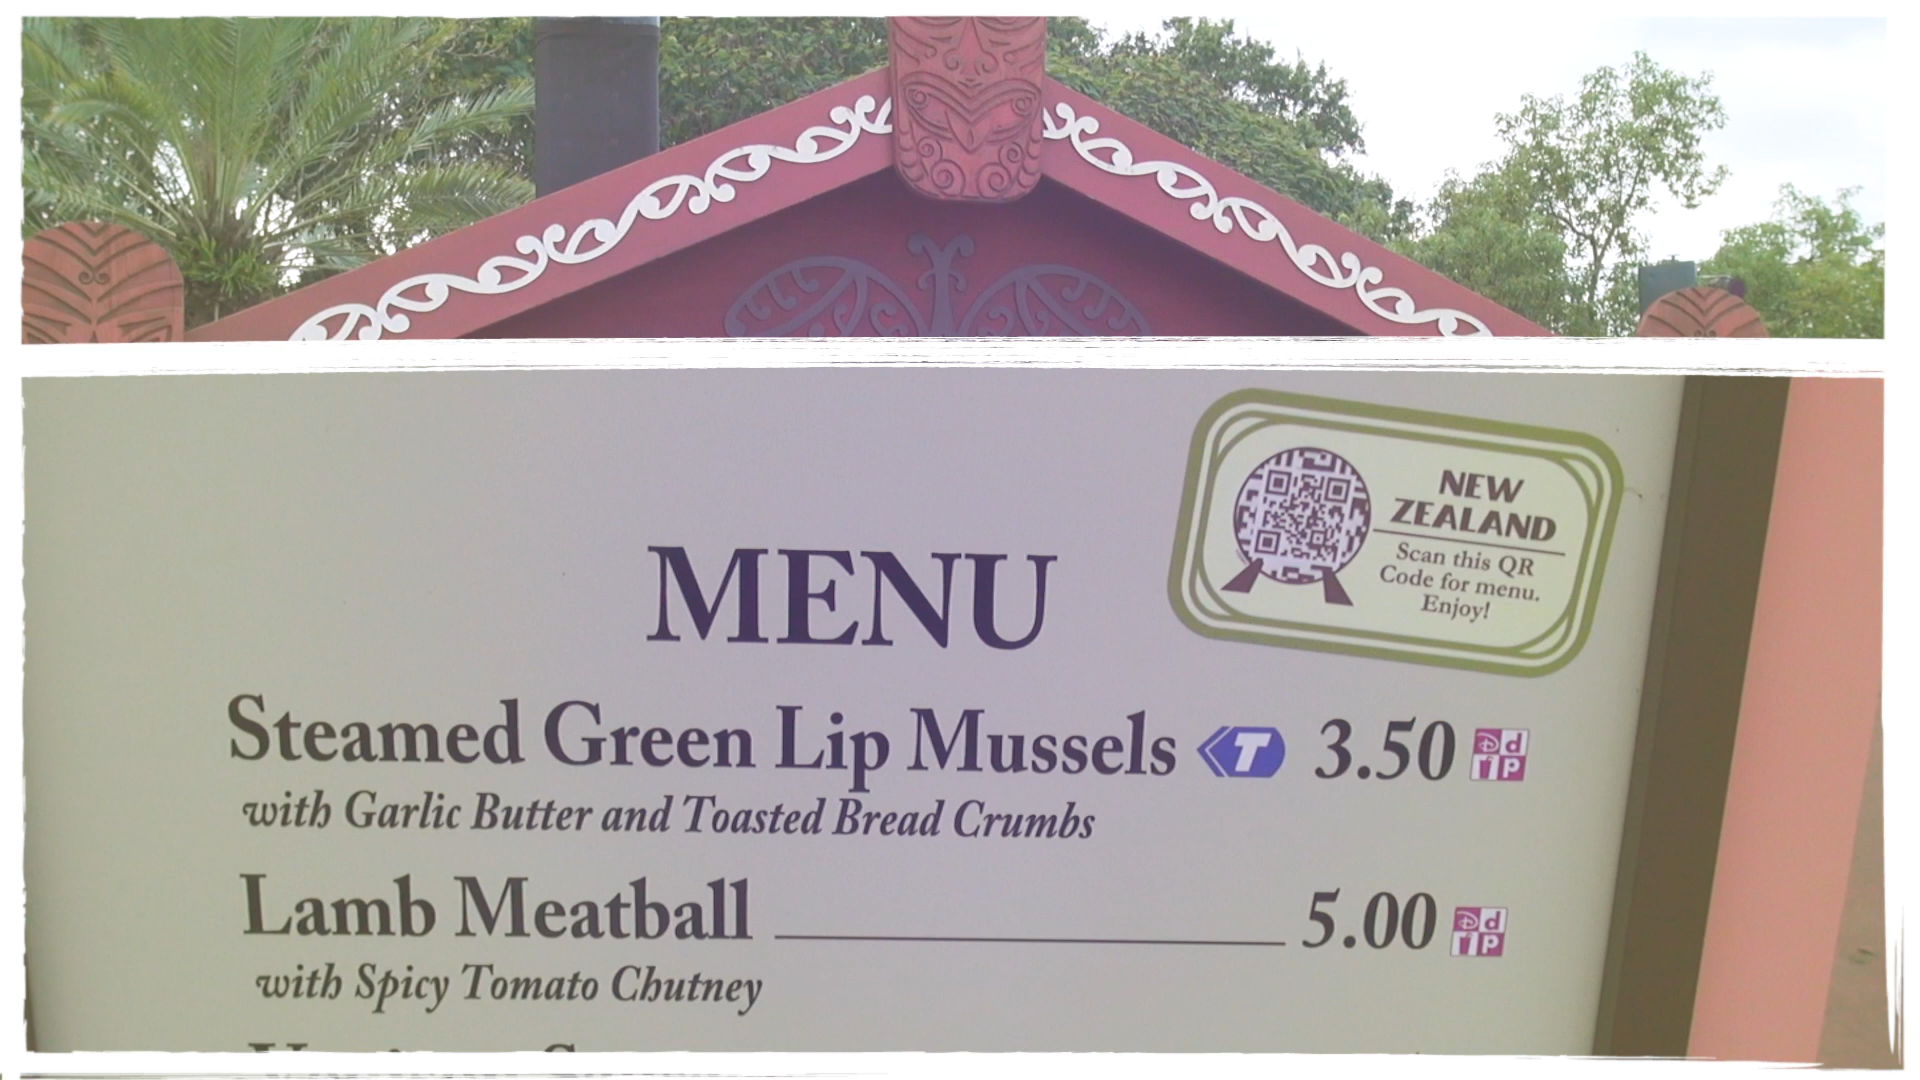 NEW
ZEALAND
Scan this QR
Code for menu.
Enjoy!
MENU
Steamed Green Lip Mussels T 3.50
with Garlic Butter and Toasted Bread Crumbs
Lamb Meatball 5.00
with Spicy Tomato Chutney